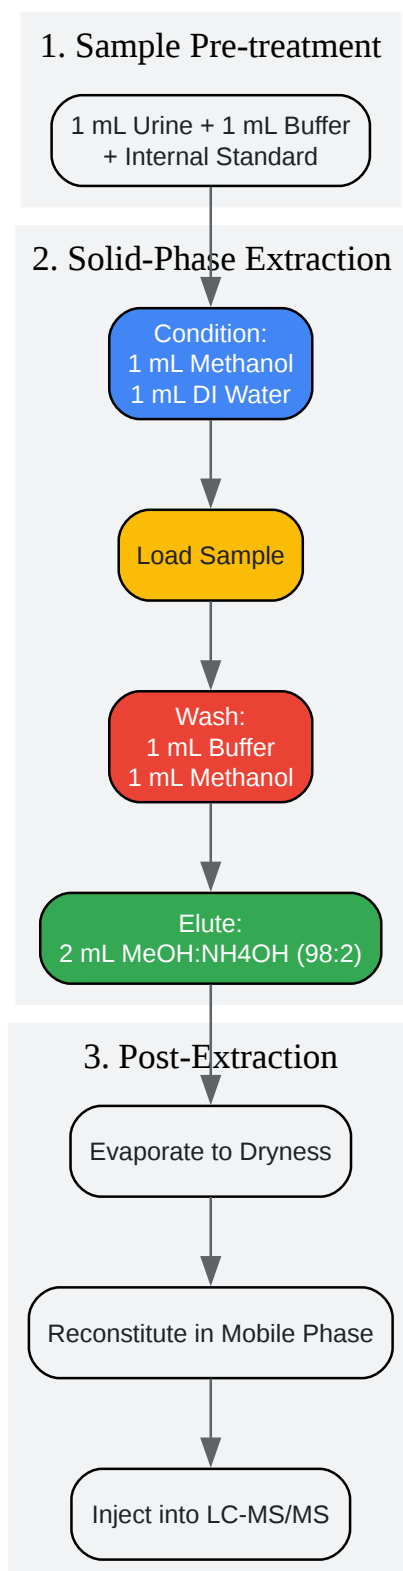 1. Sample Pre-treatment
1 mL Urine + 1 mL Buffer
+ Internal Standard
2. Solid-Phase Extraction
Condition:
1 mL Methanol
1 mL DI Water
Load Sample
Wash:
1 mL Buffer
1 mL Methanol
Elute:
2 mL MeOH:NH4OH (98:2)
3. Post-Extraction
Evaporate to Dryness
Reconstitute in Mobile Phase
Inject into LC-MS/MS